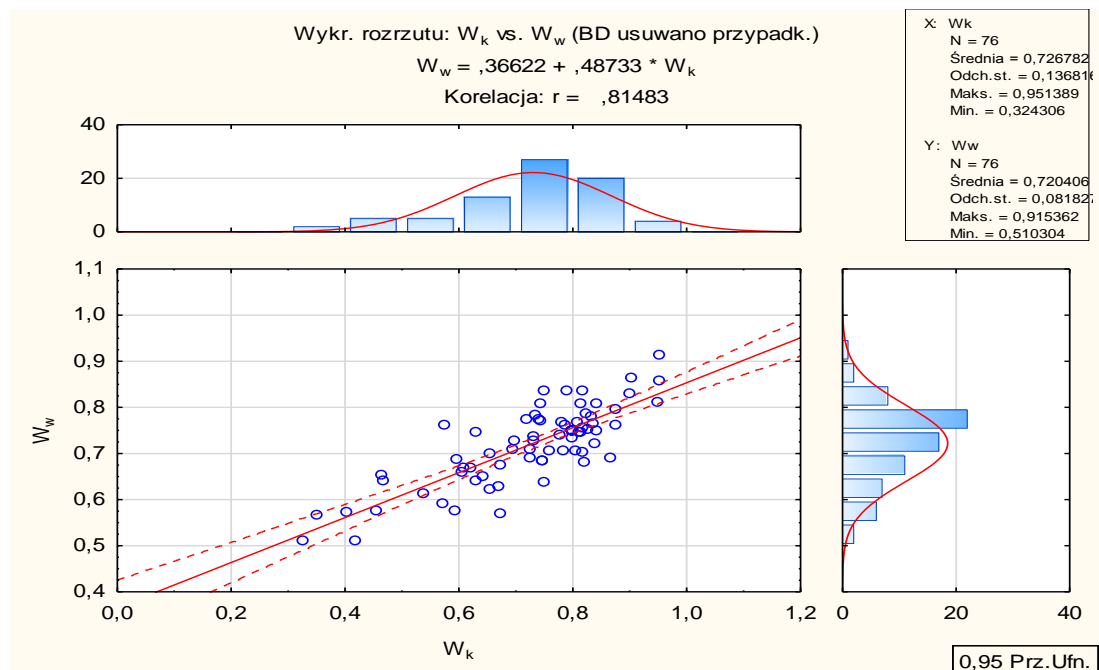 Wykr. rozrzutu: Wk vs. Ww (BD usuwano przypadk.)
Ww = ,36622 + ,48733 * Wk
Korelacja: r = ,81483
X: Wk
N = 76
Średnia = 0,726782
Odch.st. = 0,136816
Maks. = 0,951389
Min. = 0,324306
Y: Ww
N = 76
Średnia = 0,720406
Odch.st. = 0,081827
Maks. = 0,915362
Min. = 0,510304
40
20
0
1,1
1,0
0,9
0,8
0,7
0,6
0,5
0,4
Ww
0,0 0,2 0,4 0,6 0,8 1,0 1,2
Wk
0 20 40
0,95 Prz.Ufn.